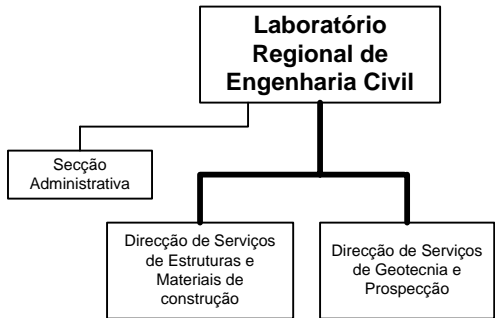 Laboratório
Regional de
Engenharia Civil
Secção
Administrativa
Direcção de Serviços
de Estruturas e
Materiais de
construção
Direcção de Serviços
de Geotecnia e
Prospecção